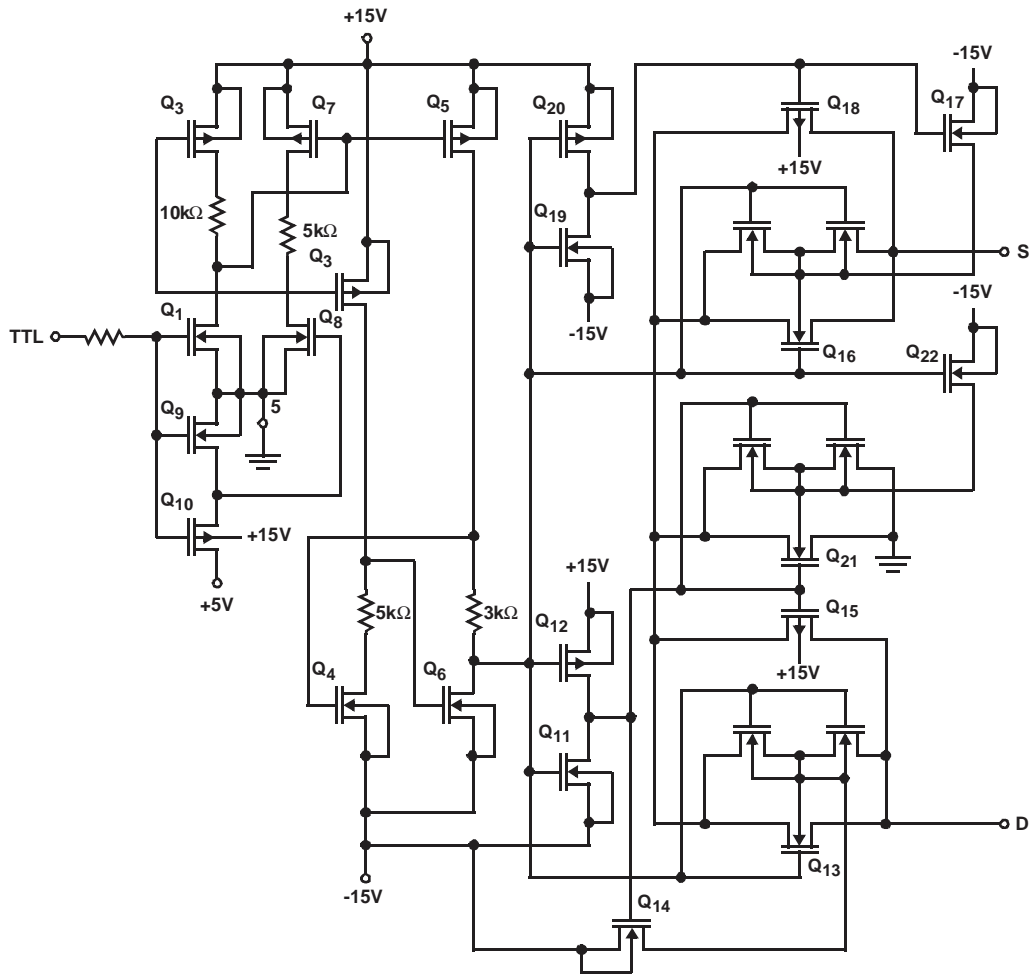 +15V
-15V
Q3
Q7
Q5
Q20
Q18
Q17
+15V
10kΩ
5kΩ
Q19
Q3
S
-15V
-15V
TTL
Q1
Q8
Q16
Q22
5
Q9
Q10
+15V
+5V
Q21
+15V
Q15
5kΩ
3kΩ
Q12
+15V
Q4
Q6
Q11
D
Q13
-15V
Q14